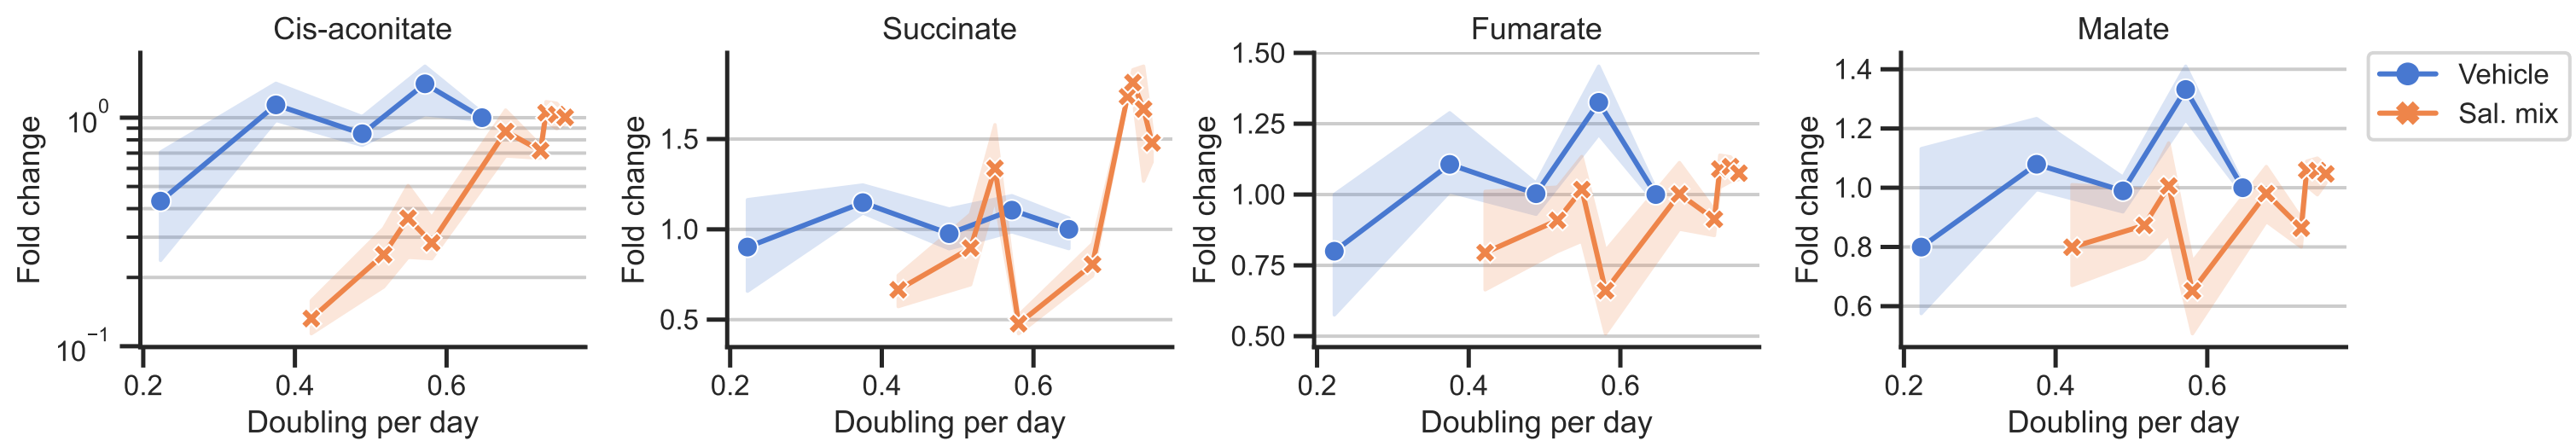 Cis-aconitate
Fold change
10^0
10^−1
0.2 0.4 0.6
Doubling per day
Succinate
Fold change
1.5
1.0
0.5
0.2 0.4 0.6
Doubling per day
Fumarate
Fold change
1.50
1.25
1.00
0.75
0.50
0.2 0.4 0.6
Doubling per day
Malate
Fold change
1.4
1.2
1.0
0.8
0.6
0.2 0.4 0.6
Doubling per day
Vehicle
Sal. mix